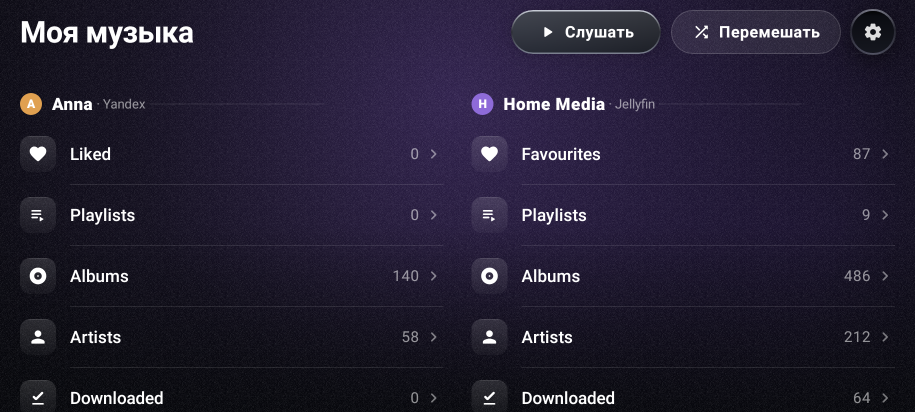 Моя музыка
Слушать
Перемешать
A Anna · Yandex
Liked 0
Playlists 0
Albums 140
Artists 58
Downloaded 0
H Home Media · Jellyfin
Favourites 87
Playlists 9
Albums 486
Artists 212
Downloaded 64